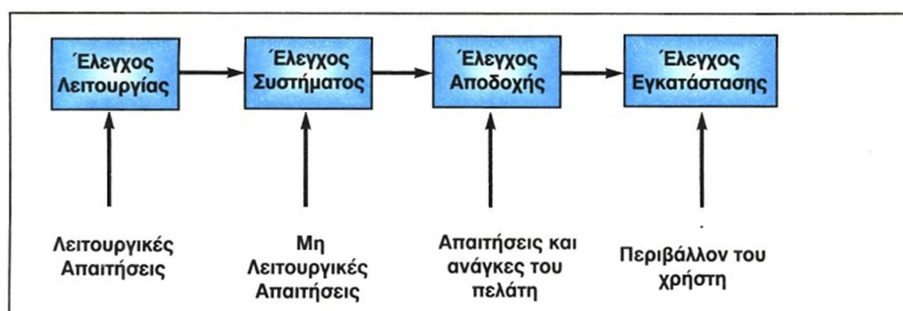 Έλεγχος
Λειτουργίας
Έλεγχος
Συστήματος
Έλεγχος
Αποδοχής
Έλεγχος
Εγκατάστασης
Λειτουργικές
Απαιτήσεις
Μη
Λειτουργικές
Απαιτήσεις
Απαιτήσεις και
ανάγκες του
πελάτη
Περιβάλλον του
χρήστη